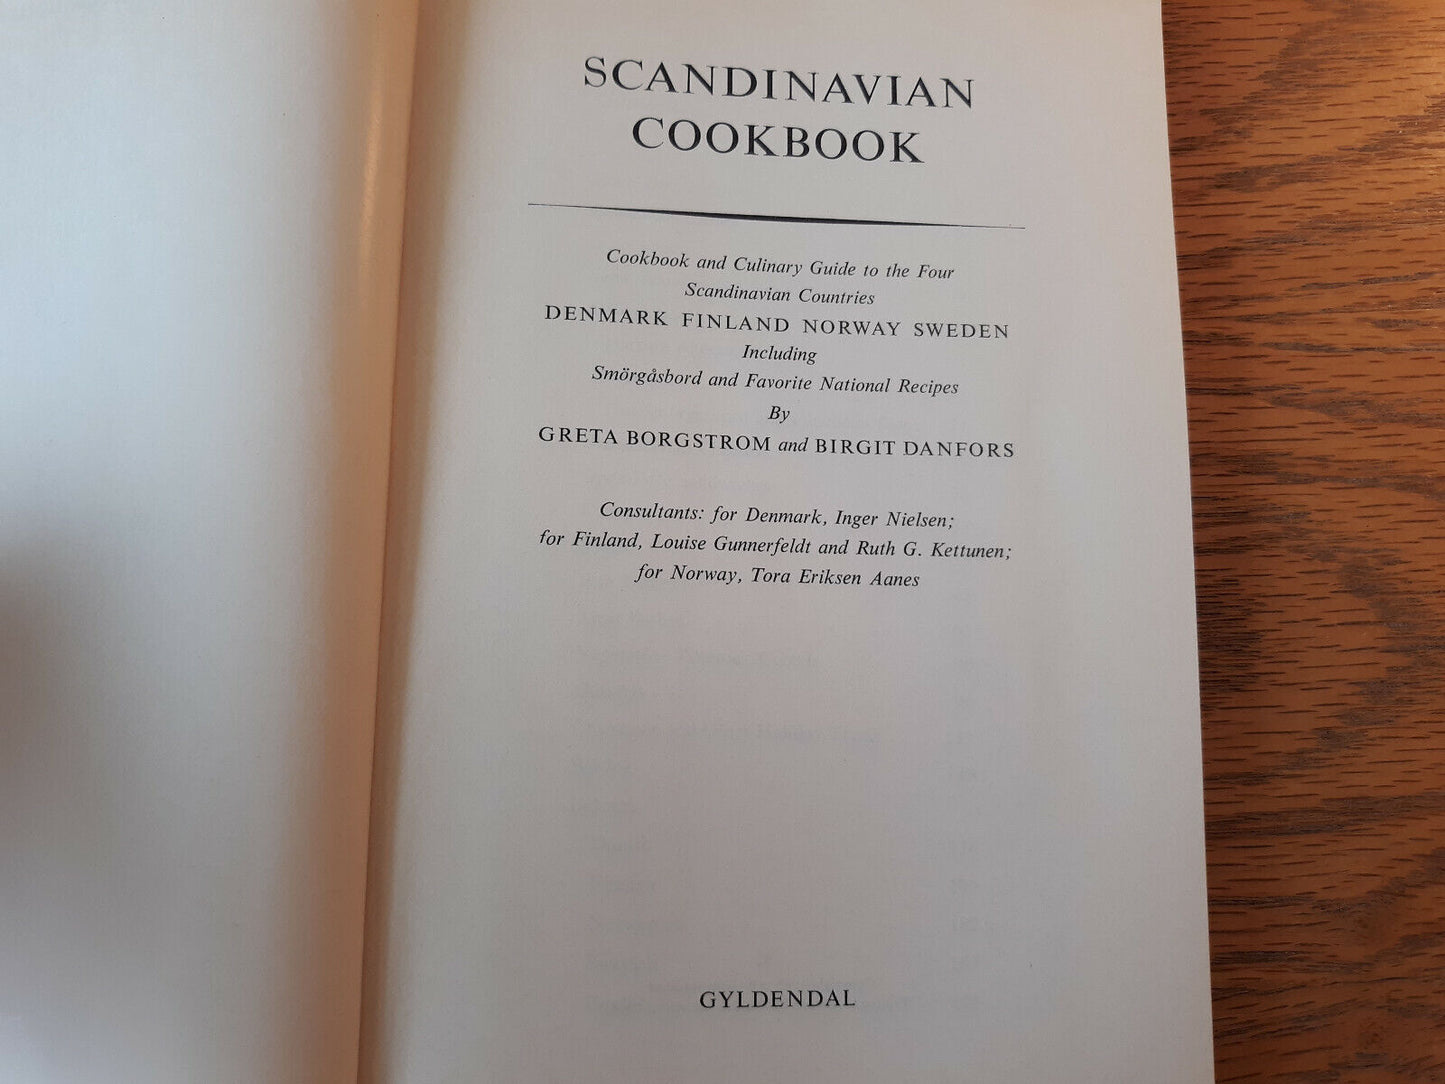 SCANDINAVIAN
COOKBOOK
Cookbook and Culinary Guide to the Four
Scandinavian Countries
DENMARK FINLAND NORWAY SWEDEN
Including
Smörgåsbord and Favorite National Recipes
By
GRETA BORGSTROM and BIRGIT DANFORS
Consultants: for Denmark, Inger Nielsen;
for Finland, Louise Gunnerfeldt and Ruth G. Kettunen;
for Norway, Tora Eriksen Aanes
GYLDENDAL